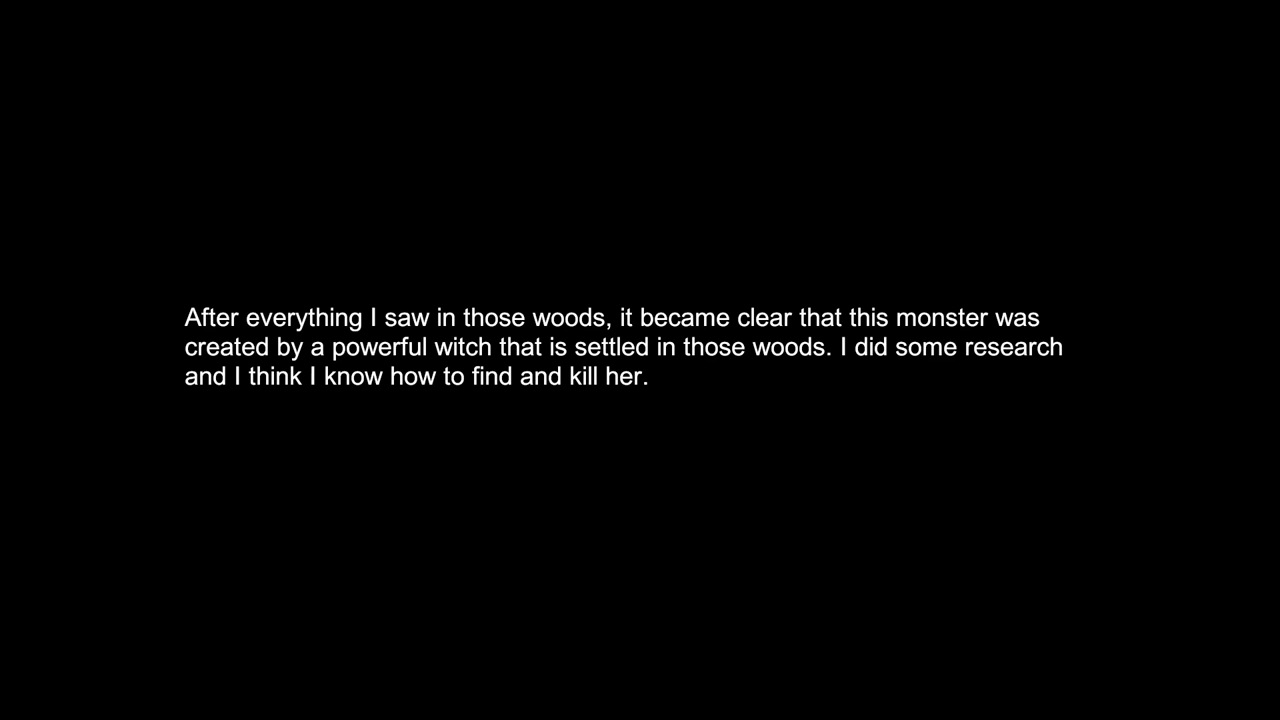 After everything I saw in those woods, it became clear that this monster was
created by a powerful witch that is settled in those woods. I did some research
and I think I know how to find and kill her.